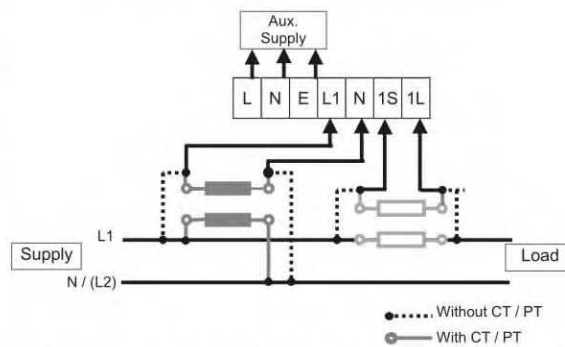 Aux.
Supply
L N E L1 N 1S 1L
L1
Supply
Load
N / (L2)
Without CT / PT
With CT / PT